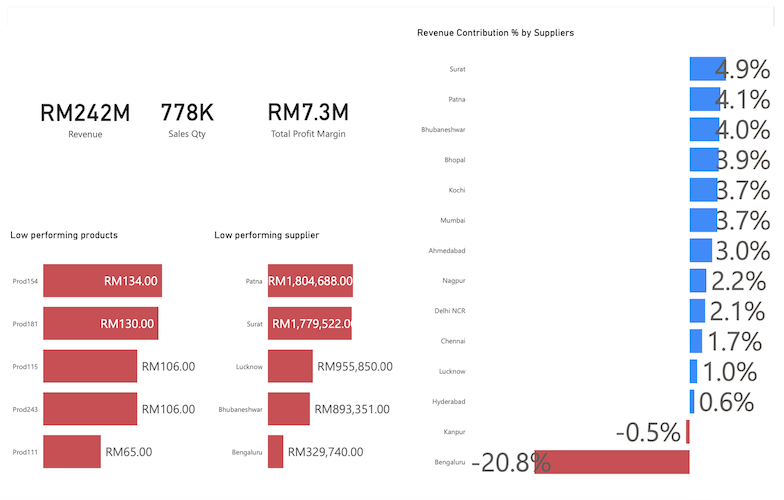 RM242M
Revenue
778K
Sales Qty
RM7.3M
Total Profit Margin
Low performing products
Prod154
RM134.00
Prod181
RM130.00
Prod115
RM106.00
Prod243
RM106.00
Prod111
RM65.00
Low performing supplier
Patna
RM1,804,688.00
Surat
RM1,779,522.00
Lucknow
RM955,850.00
Bhubaneshwar
RM893,351.00
Bengaluru
RM329,740.00
Revenue Contribution % by Suppliers
Surat
4.9%
Patna
4.1%
Bhubaneshwar
4.0%
Bhopal
3.9%
Kochi
3.7%
Mumbai
3.7%
Ahmedabad
3.0%
Nagpur
2.2%
Delhi NCR
2.1%
Chennai
1.7%
Lucknow
1.0%
Hyderabad
0.6%
Kanpur
-0.5%
Bengaluru
-20.8%